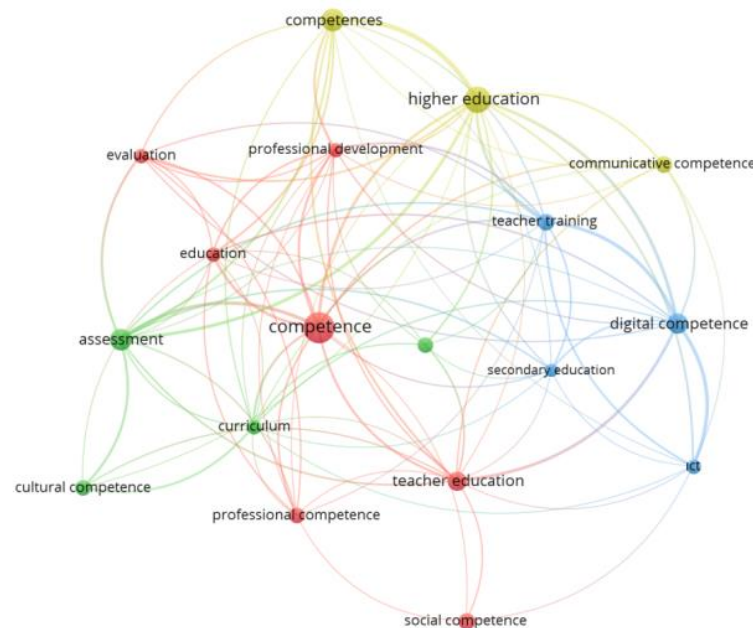 competences
higher education
evaluation
professional development
communicative competence
teacher training
education
competence
digital competence
assessment
secondary education
curriculum
ict
teacher education
cultural competence
professional competence
social competence